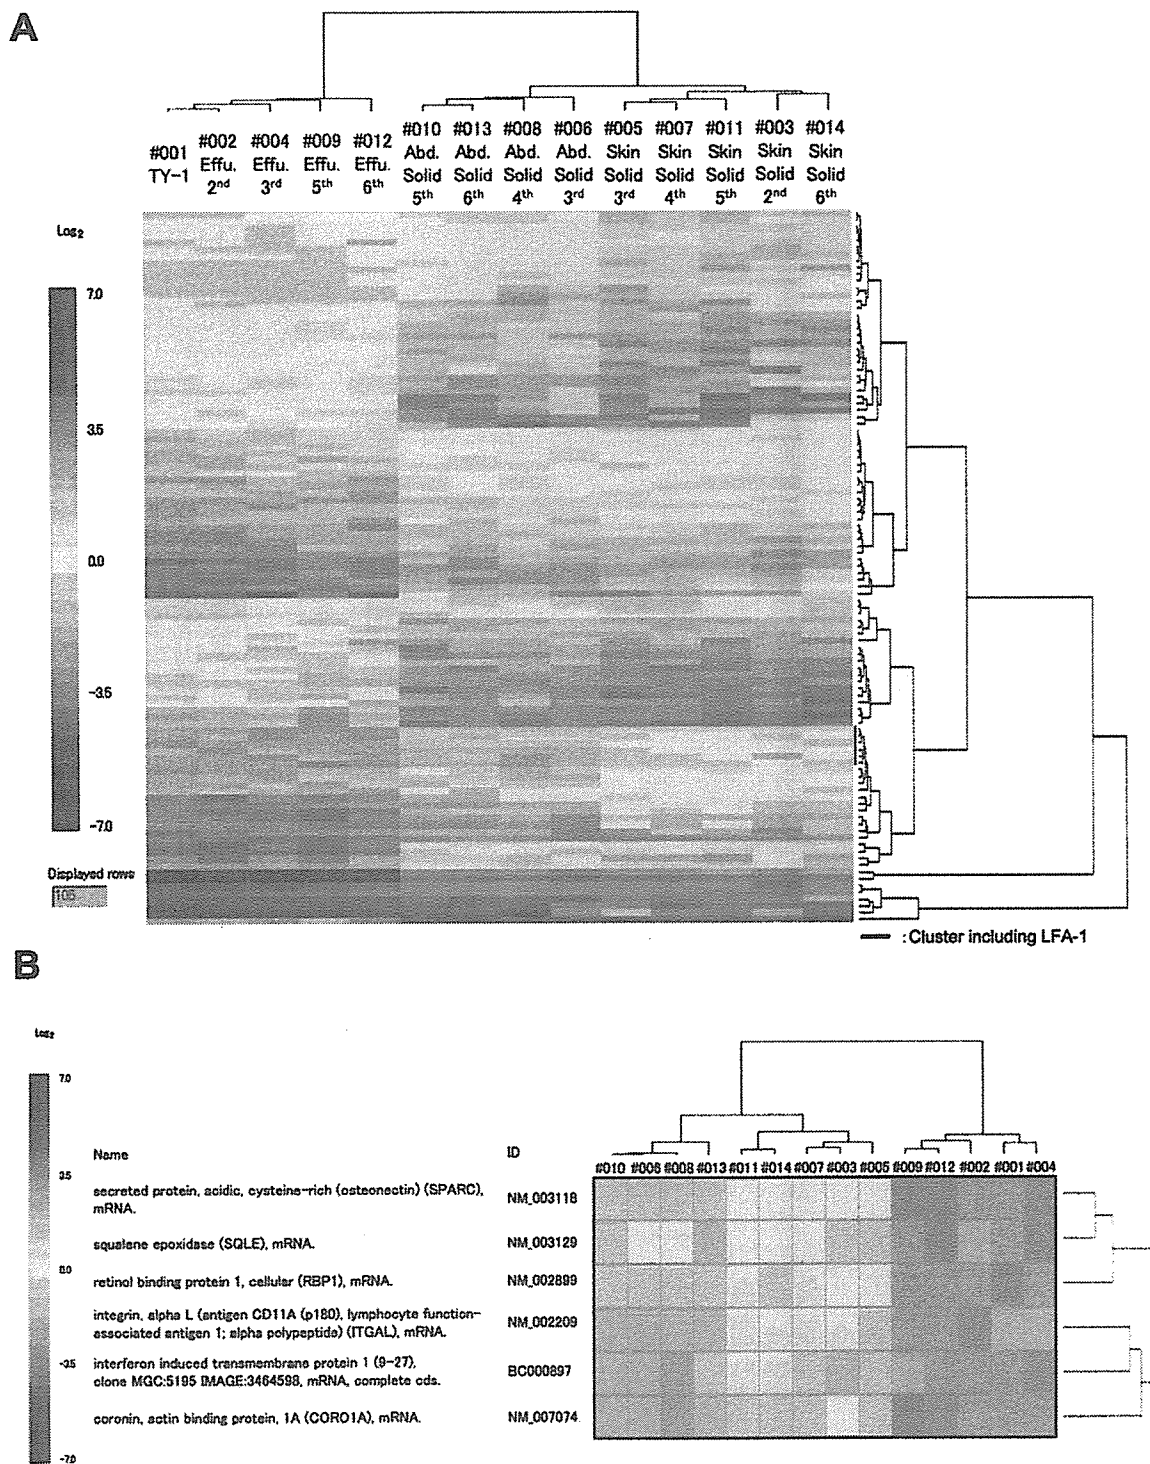 A
#001 TY-1
#002 Effu. 2nd
#004 Effu. 3rd
#009 Effu. 5th
#012 Effu. 6th
#010 Abd. Solid 5th
#013 Abd. Solid 6th
#008 Abd. Solid 4th
#006 Abd. Solid 3rd
#005 Skin Solid 3rd
#007 Skin Solid 4th
#011 Skin Solid 5th
#003 Skin Solid 2nd
#014 Skin Solid 6th
Log2
7.0
3.5
0.0
-3.5
-7.0
Displayed rows
105
: Cluster including LFA-1
B
Log2
7.0
3.5
0.0
-3.5
-7.0
Name
ID
#010 #006 #008 #013 #011 #014 #007 #003 #005 #009 #012 #002 #001 #004
secreted protein, acidic, cysteine-rich (osteonectin) (SPARC),
mRNA.
NM_003118
squalene epoxidase (SQLE), mRNA.
NM_003129
retinol binding protein 1, cellular (RBP1), mRNA.
NM_002899
integrin, alpha L (antigen CD11A (p180), lymphocyte function-
associated antigen 1; alpha polypeptide) (ITGAL), mRNA.
NM_002209
interferon induced transmembrane protein 1 (9-27),
clone MGC:5195 IMAGE:3464598, mRNA, complete cds.
BC000897
coronin, actin binding protein, 1A (CORO1A), mRNA.
NM_007074